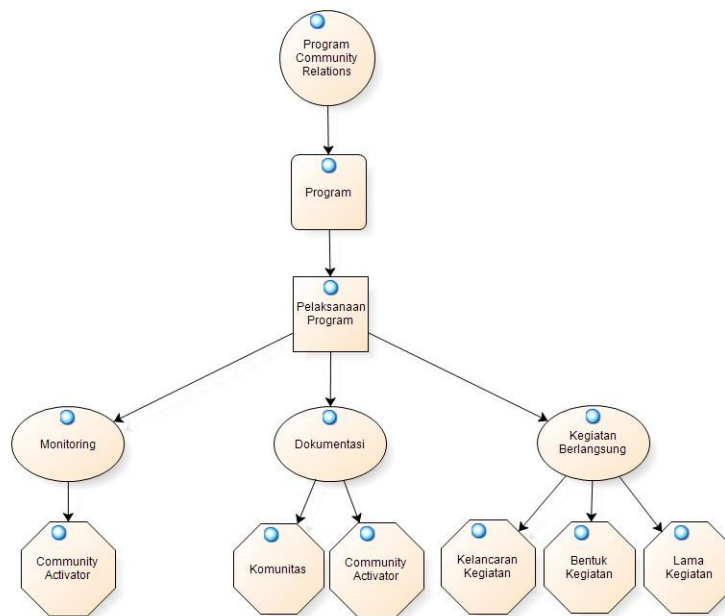 Program
Community
Relations
Program
Pelaksanaan
Program
Monitoring
Dokumentasi
Kegiatan
Berlangsung
Community
Activator
Komunitas
Community
Activator
Kelancaran
Kegiatan
Bentuk
Kegiatan
Lama
Kegiatan